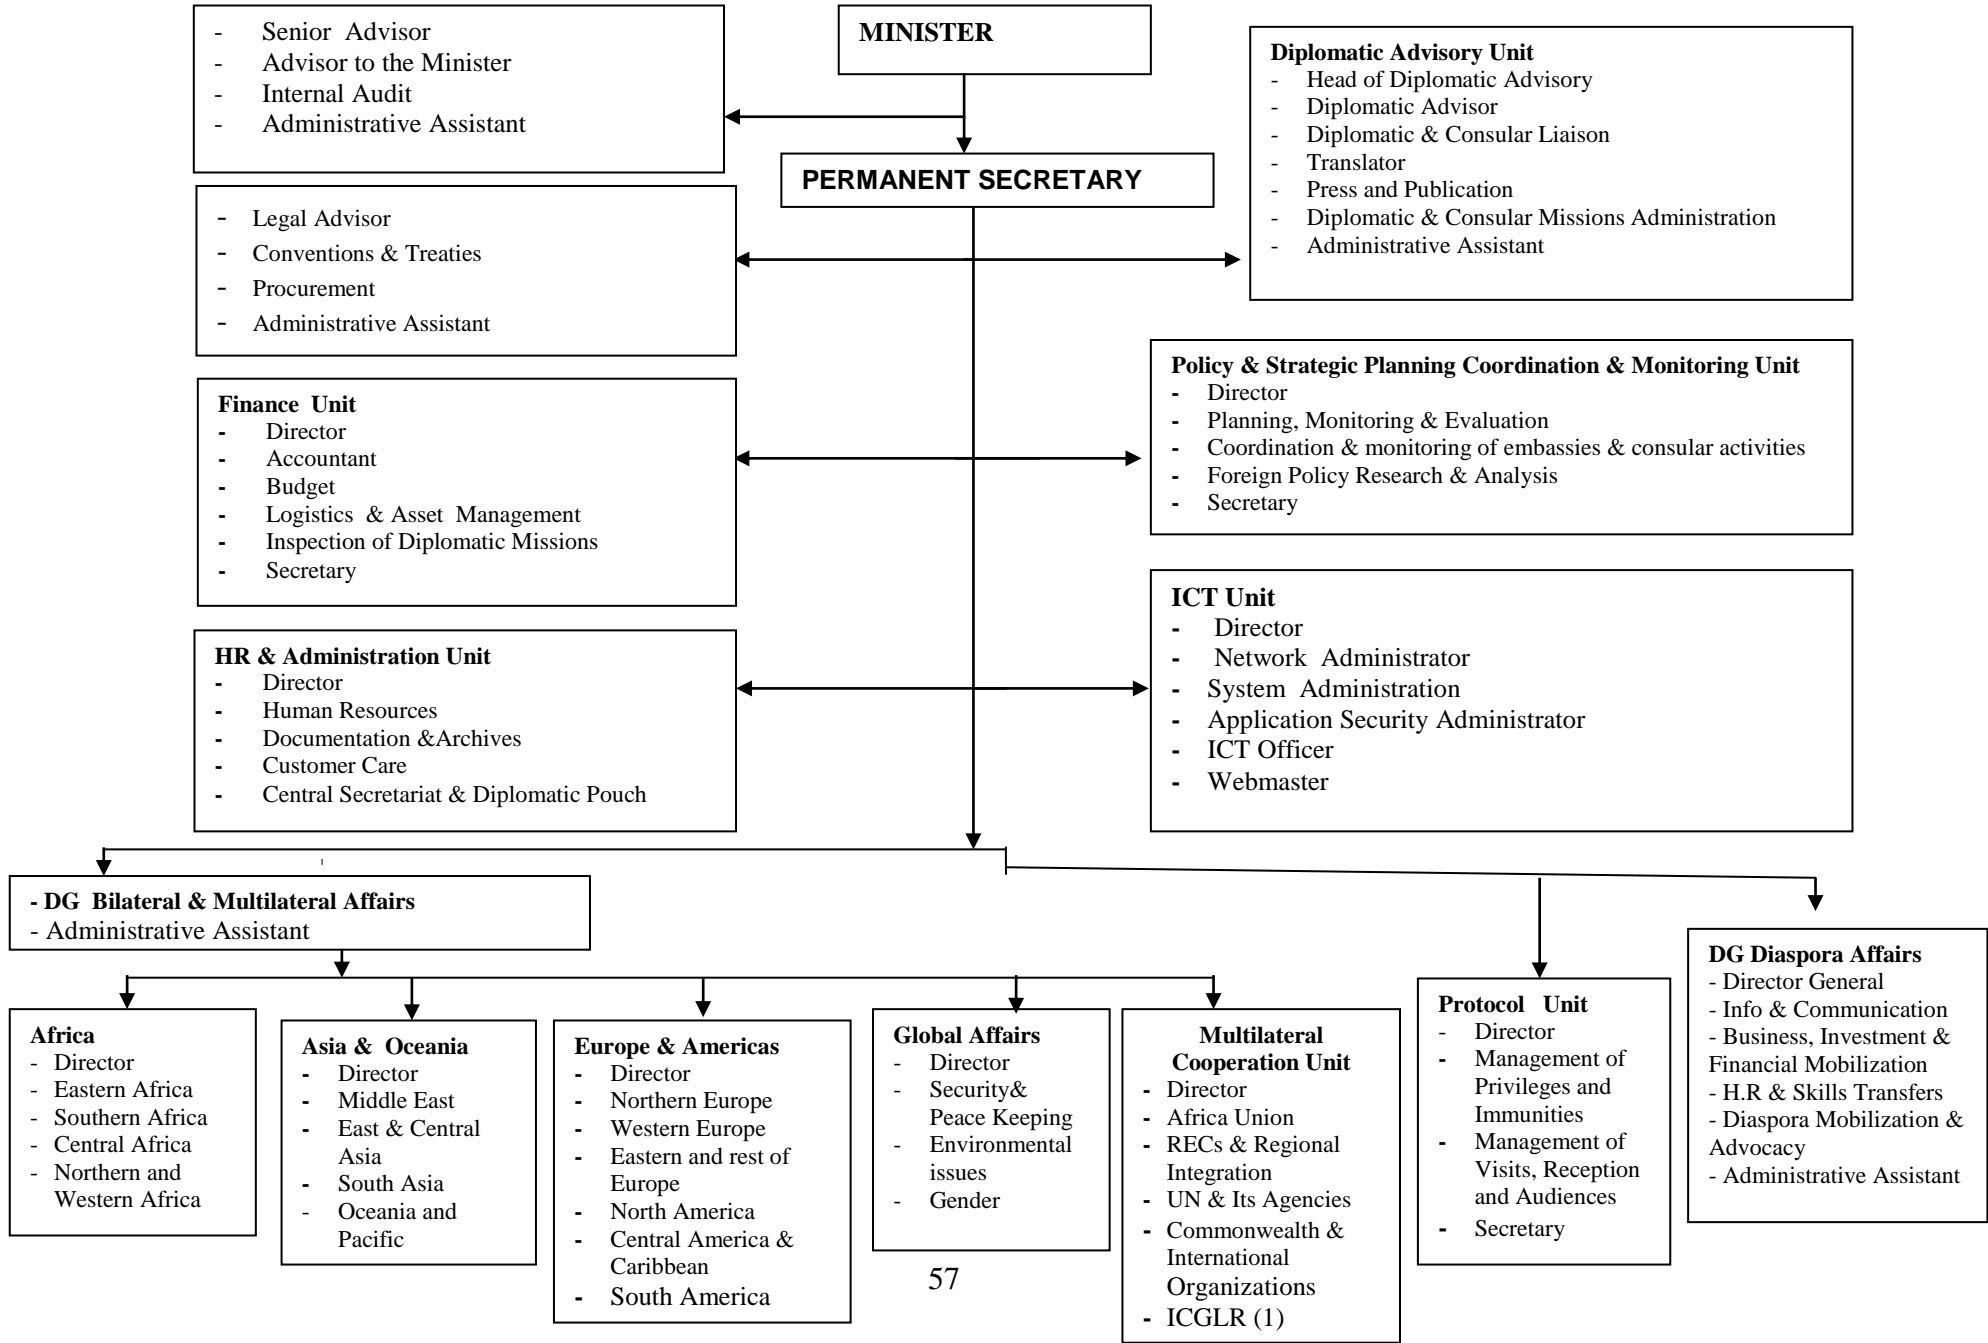 - Senior Advisor
- Advisor to the Minister
- Internal Audit
- Administrative Assistant
MINISTER
Diplomatic Advisory Unit
- Head of Diplomatic Advisory
- Diplomatic Advisor
- Diplomatic & Consular Liaison
- Translator
- Press and Publication
- Diplomatic & Consular Missions Administration
- Administrative Assistant
PERMANENT SECRETARY
- Legal Advisor
- Conventions & Treaties
- Procurement
- Administrative Assistant
Policy & Strategic Planning Coordination & Monitoring Unit
- Director
- Planning, Monitoring & Evaluation
- Coordination & monitoring of embassies & consular activities
- Foreign Policy Research & Analysis
- Secretary
Finance Unit
- Director
- Accountant
- Budget
- Logistics & Asset Management
- Inspection of Diplomatic Missions
- Secretary
ICT Unit
- Director
- Network Administrator
- System Administration
- Application Security Administrator
- ICT Officer
- Webmaster
HR & Administration Unit
- Director
- Human Resources
- Documentation &Archives
- Customer Care
- Central Secretariat & Diplomatic Pouch
- DG Bilateral & Multilateral Affairs
- Administrative Assistant
Africa
- Director
- Eastern Africa
- Southern Africa
- Central Africa
- Northern and
Western Africa
Asia & Oceania
- Director
- Middle East
- East & Central
Asia
- South Asia
- Oceania and
Pacific
Europe & Americas
- Director
- Northern Europe
- Western Europe
- Eastern and rest of
Europe
- North America
- Central America &
Caribbean
- South America
Global Affairs
- Director
- Security&
Peace Keeping
- Environmental
issues
- Gender
Multilateral
Cooperation Unit
- Director
- Africa Union
- RECs & Regional
Integration
- UN & Its Agencies
- Commonwealth &
International
Organizations
- ICGLR (1)
Protocol Unit
- Director
- Management of
Privileges and
Immunities
- Management of
Visits, Reception
and Audiences
- Secretary
DG Diaspora Affairs
- Director General
- Info & Communication
- Business, Investment &
Financial Mobilization
- H.R & Skills Transfers
- Diaspora Mobilization &
Advocacy
- Administrative Assistant
57